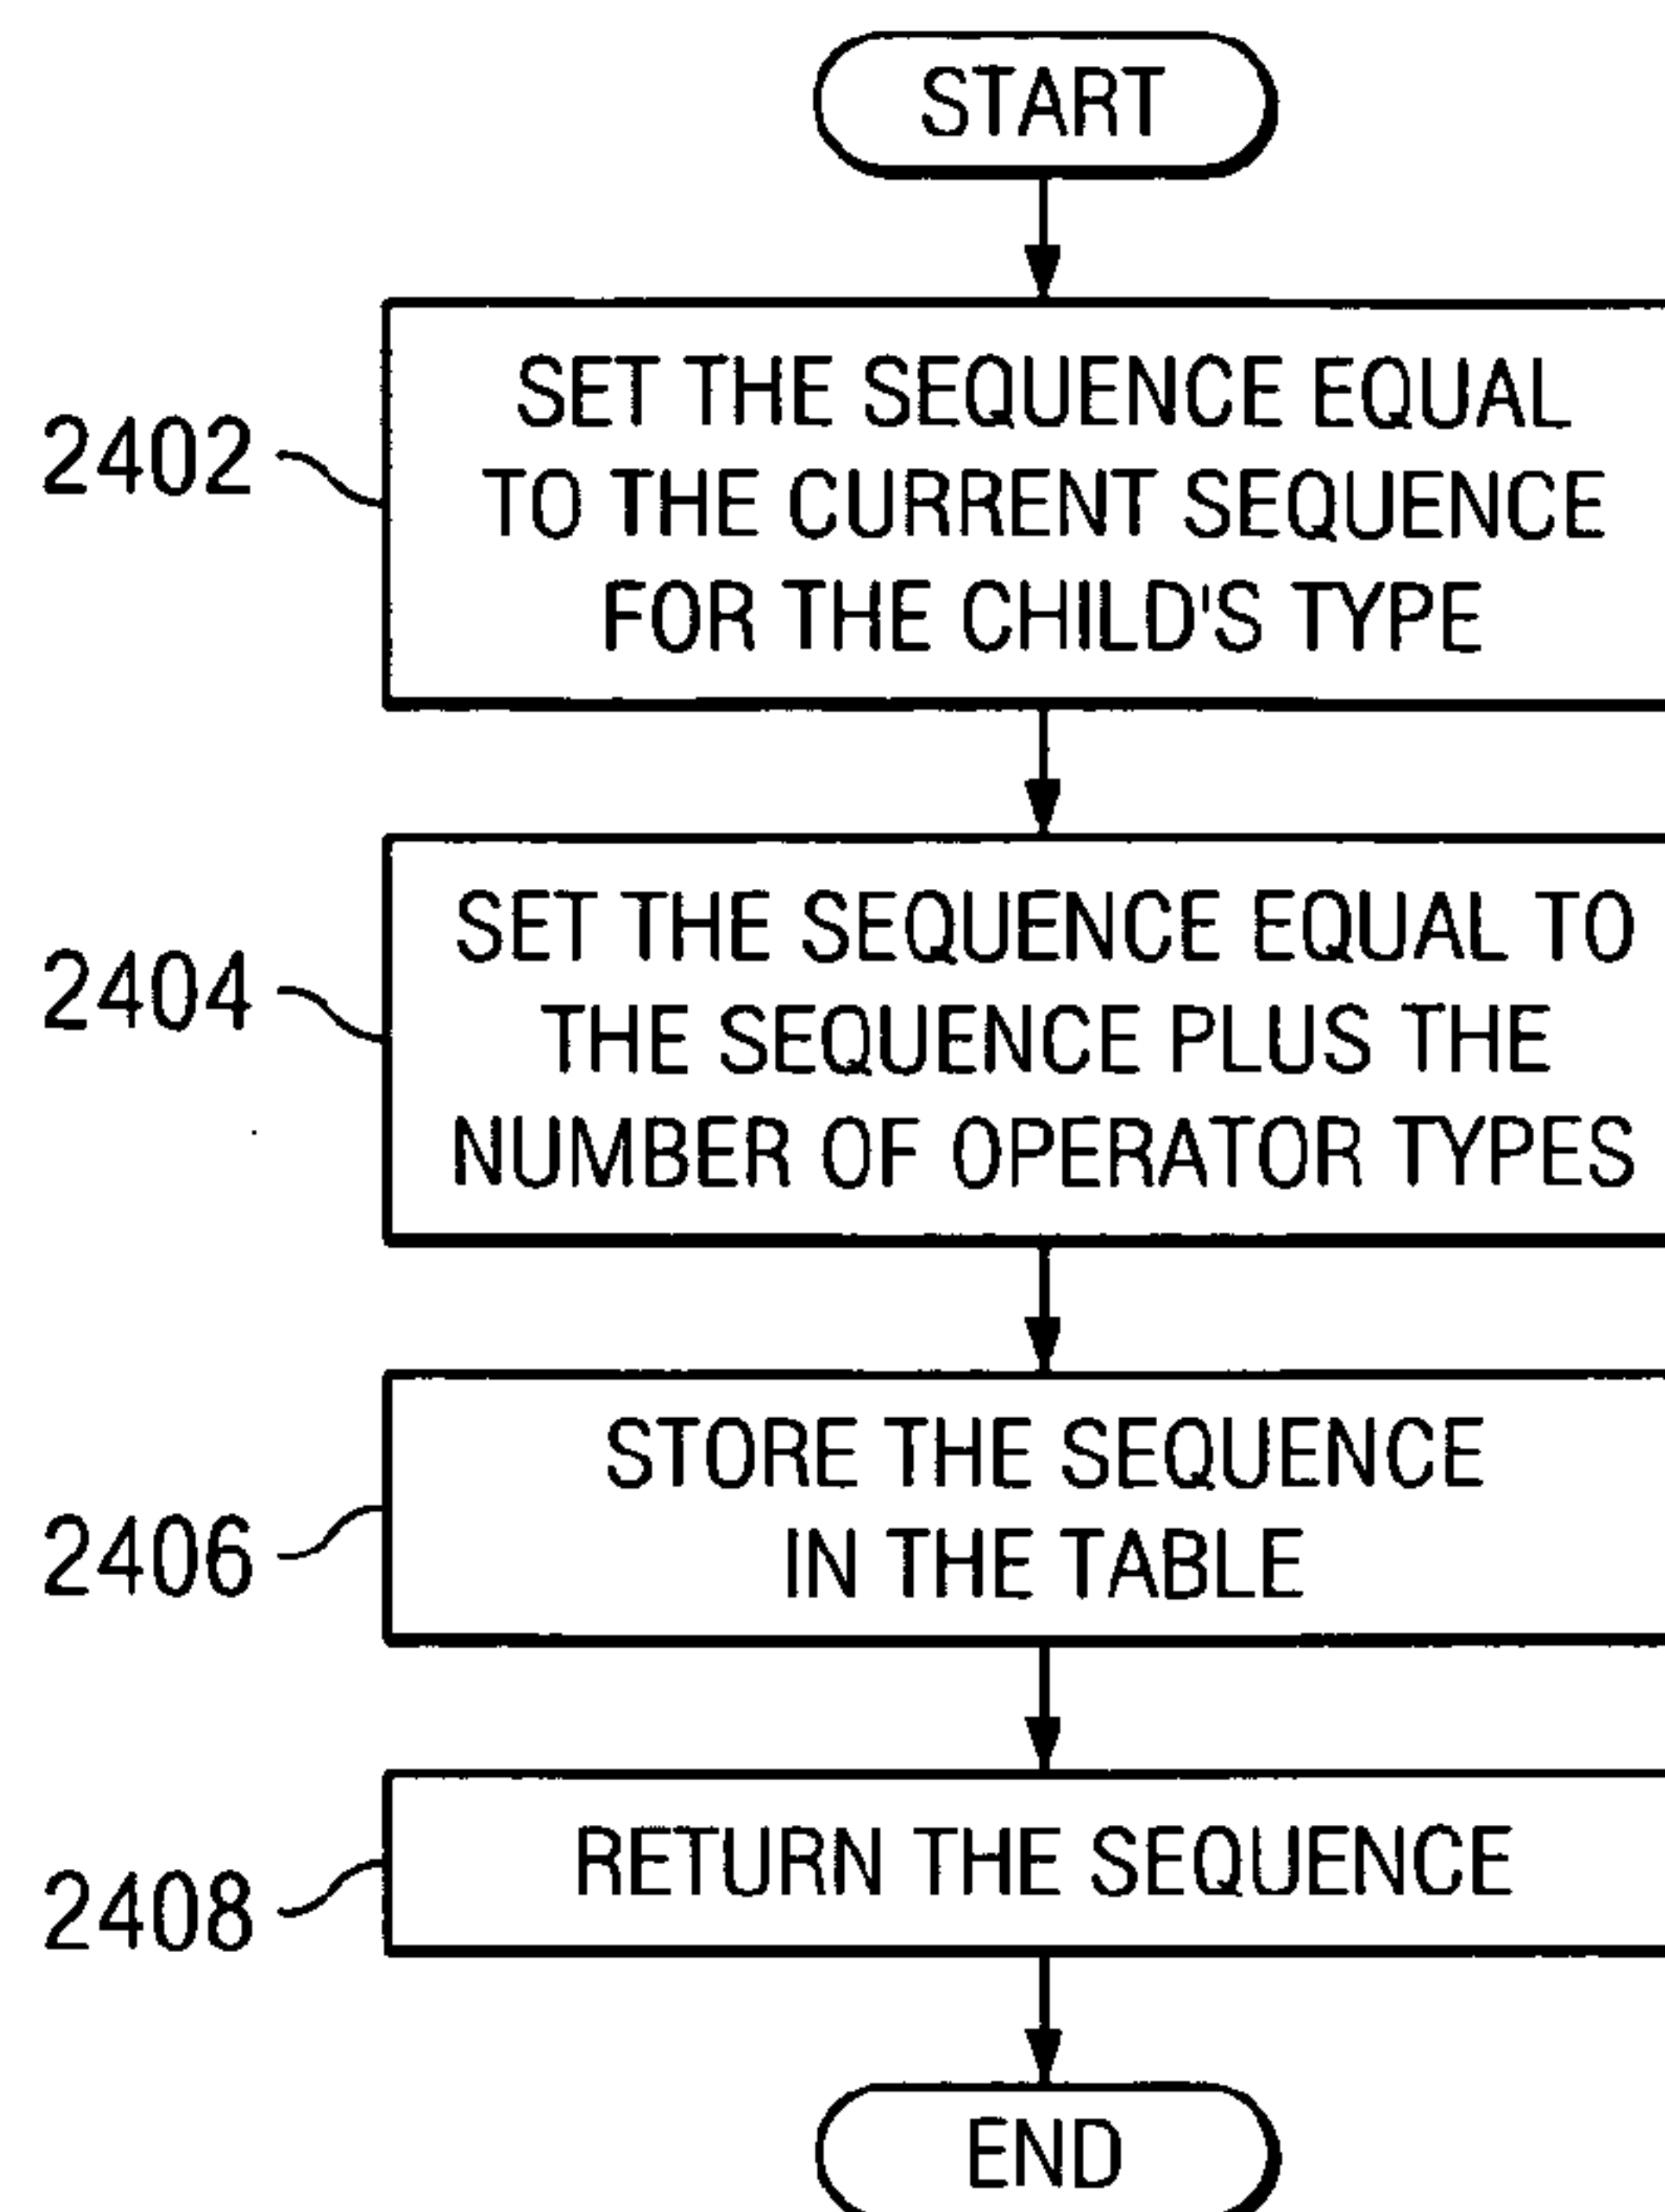 START
2402
SET THE SEQUENCE EQUAL
TO THE CURRENT SEQUENCE
FOR THE CHILD'S TYPE
2404
SET THE SEQUENCE EQUAL TO
THE SEQUENCE PLUS THE
NUMBER OF OPERATOR TYPES
2406
STORE THE SEQUENCE
IN THE TABLE
2408
RETURN THE SEQUENCE
END